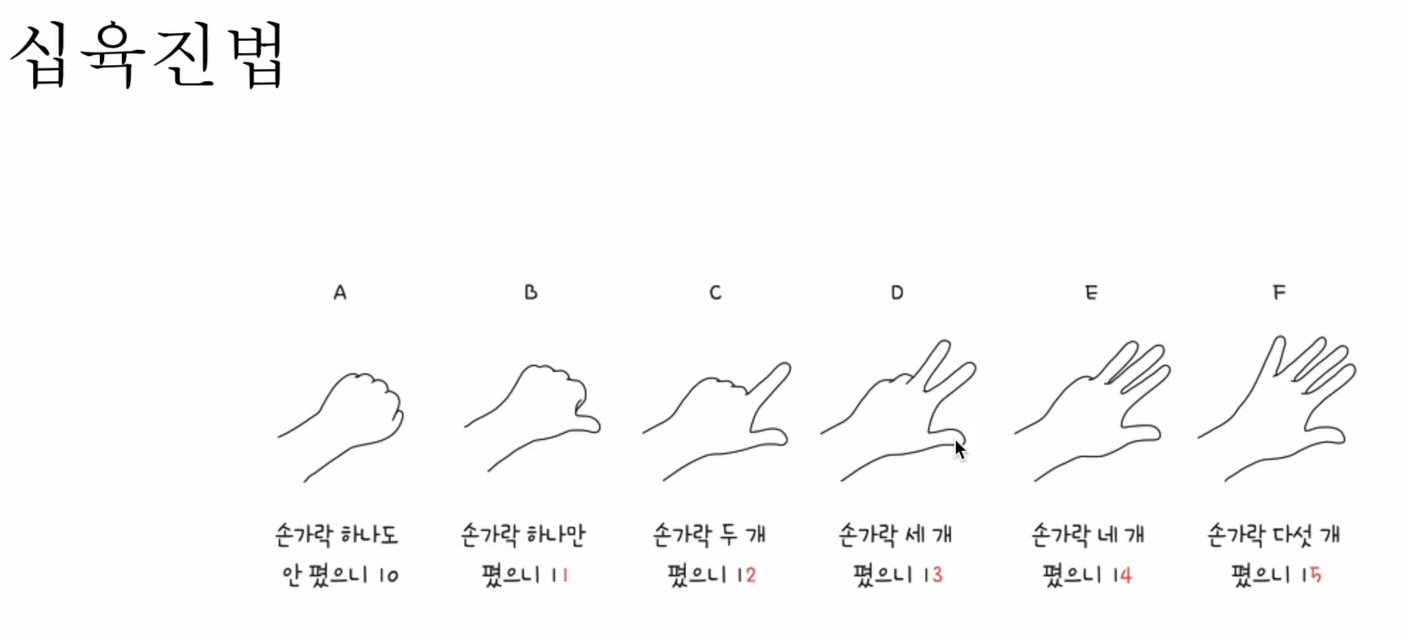 십육진법
A B C D E F
손가락 하나도 손가락 하나만 손가락 두 개 손가락 세 개 손가락 네 개 손가락 다섯 개
안 폈으니 10 폈으니 11 폈으니 12 폈으니 13 폈으니 14 폈으니 15